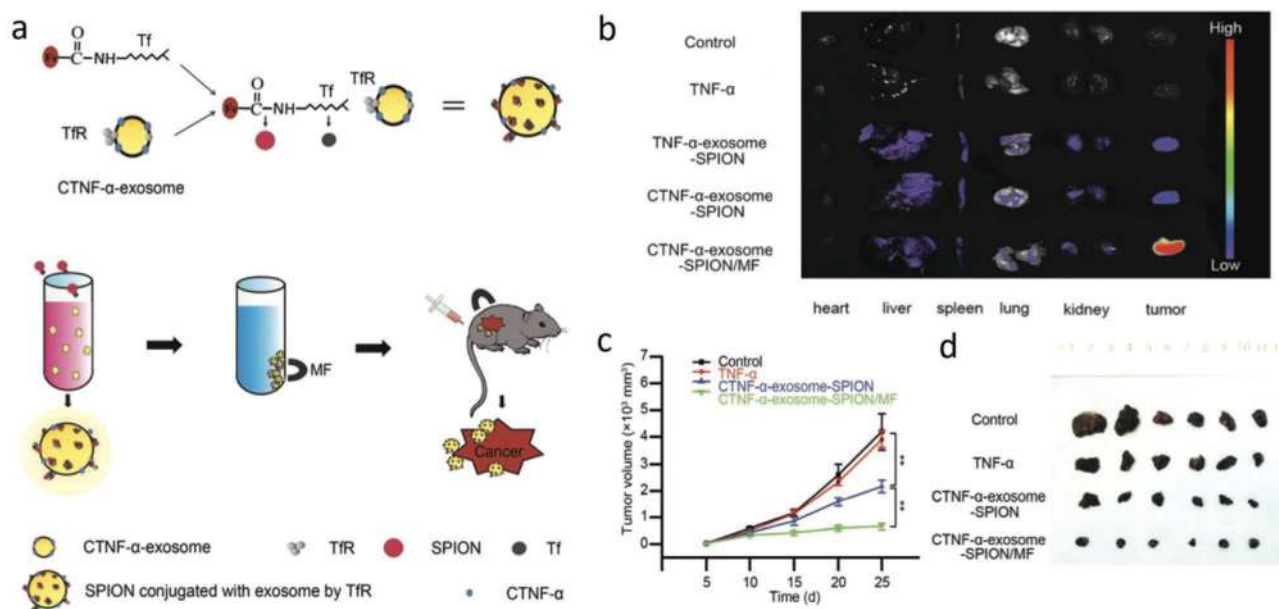 a
O
Tf
Fe
C
NH
TfR
O
Tf
TfR
C
NH
=
CTNF-α-exosome
MF
Cancer
CTNF-α-exosome
TfR
SPION
Tf
SPION conjugated with exosome by TfR
CTNF-α
b
Control
TNF-α
TNF-α-exosome
-SPION
CTNF-α-exosome
-SPION
CTNF-α-exosome
-SPION/MF
High
Low
heart liver spleen lung kidney tumor
c
Tumor volume (×10³ mm³)
7
6
5
4
3
2
1
0
5 10 15 20 25
Time (d)
Control
TNF-α
CTNF-α-exosome-SPION
CTNF-α-exosome-SPION/MF
**
**
d
Control
TNF-α
CTNF-α-exosome
-SPION
CTNF-α-exosome
-SPION/MF